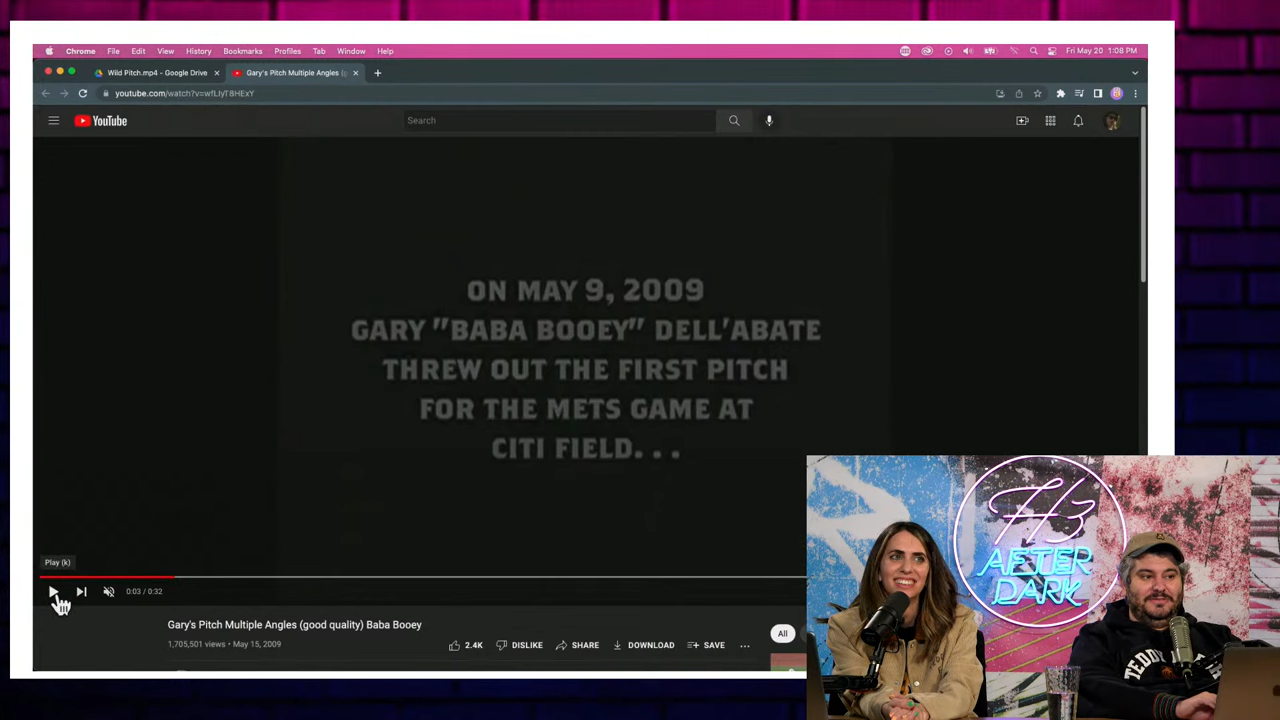 Chrome File Edit View History Bookmarks Profiles Tab Window Help
Fri May 20 1:08 PM
Wild Pitch.mp4 - Google Drive
Gary's Pitch Multiple Angles (g
youtube.com/watch?v=wfLIyT8HExY
YouTube
Search
ON MAY 9, 2009
GARY "BABA BOOEY" DELL'ABATE
THREW OUT THE FIRST PITCH
FOR THE METS GAME AT
CITI FIELD. . .
Play (k)
0:03 / 0:32
Gary's Pitch Multiple Angles (good quality) Baba Booey
1,705,501 views • May 15, 2009
2.4K DISLIKE SHARE DOWNLOAD SAVE ...
All
H3
AFTER
DARK
TEDDY